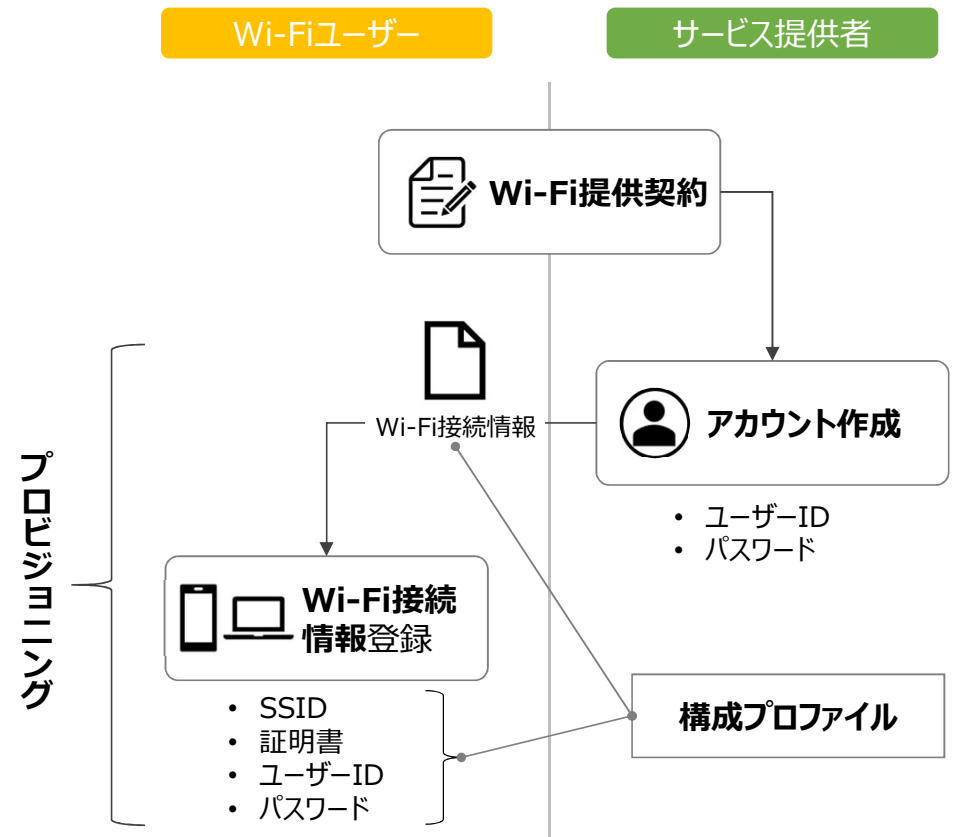 Wi-Fiユーザー
サービス提供者
Wi-Fi提供契約
Wi-Fi接続情報
アカウント作成
• ユーザーID
• パスワード
プロビジョニング
Wi-Fi接続
情報登録
• SSID
• 証明書
• ユーザーID
• パスワード
構成プロファイル